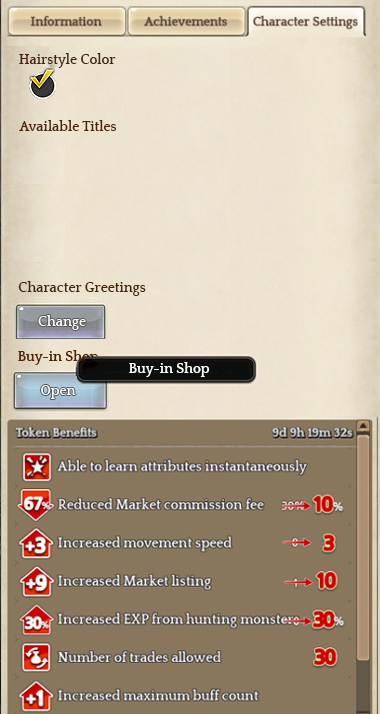 Information Achievements Character Settings
Hairstyle Color
Available Titles
Character Greetings
Change
Buy-in Shop
Buy-in Shop
Open
Token Benefits 9d 9h 19m 32s
Able to learn attributes instantaneously
67% Reduced Market commission fee 30% 10%
+3 Increased movement speed 0 3
+9 Increased Market listing 1 10
30% Increased EXP from hunting monsters 30%
Number of trades allowed 30
+1 Increased maximum buff count